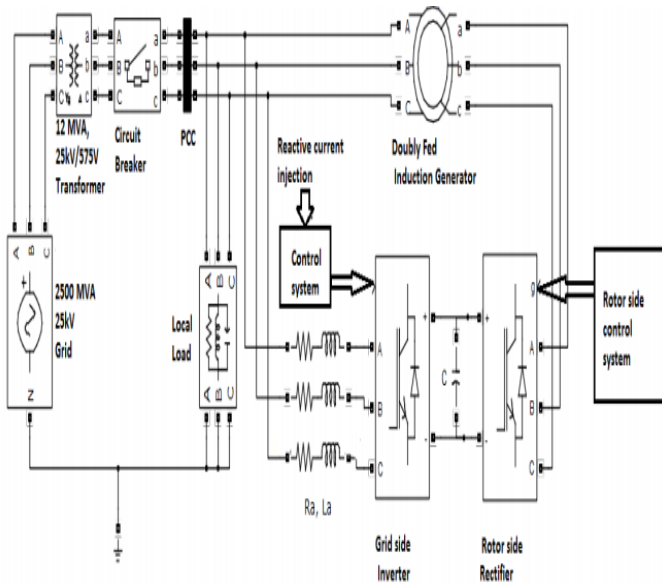 A a A a A a
B b B b B b
C c C c C c
12 MVA,
25kV/575V
Transformer
Circuit
Breaker
PCC
Doubly Fed
Induction Generator
Reactive current
injection
Control
system
A B C
2500 MVA
25kV
Grid
N
Local
Load
A B C
A B C
+ +
- -
A
B
C
C
g
A
B
C
Rotor side
control
system
Ra, La
Grid side
Inverter
Rotor side
Rectifier